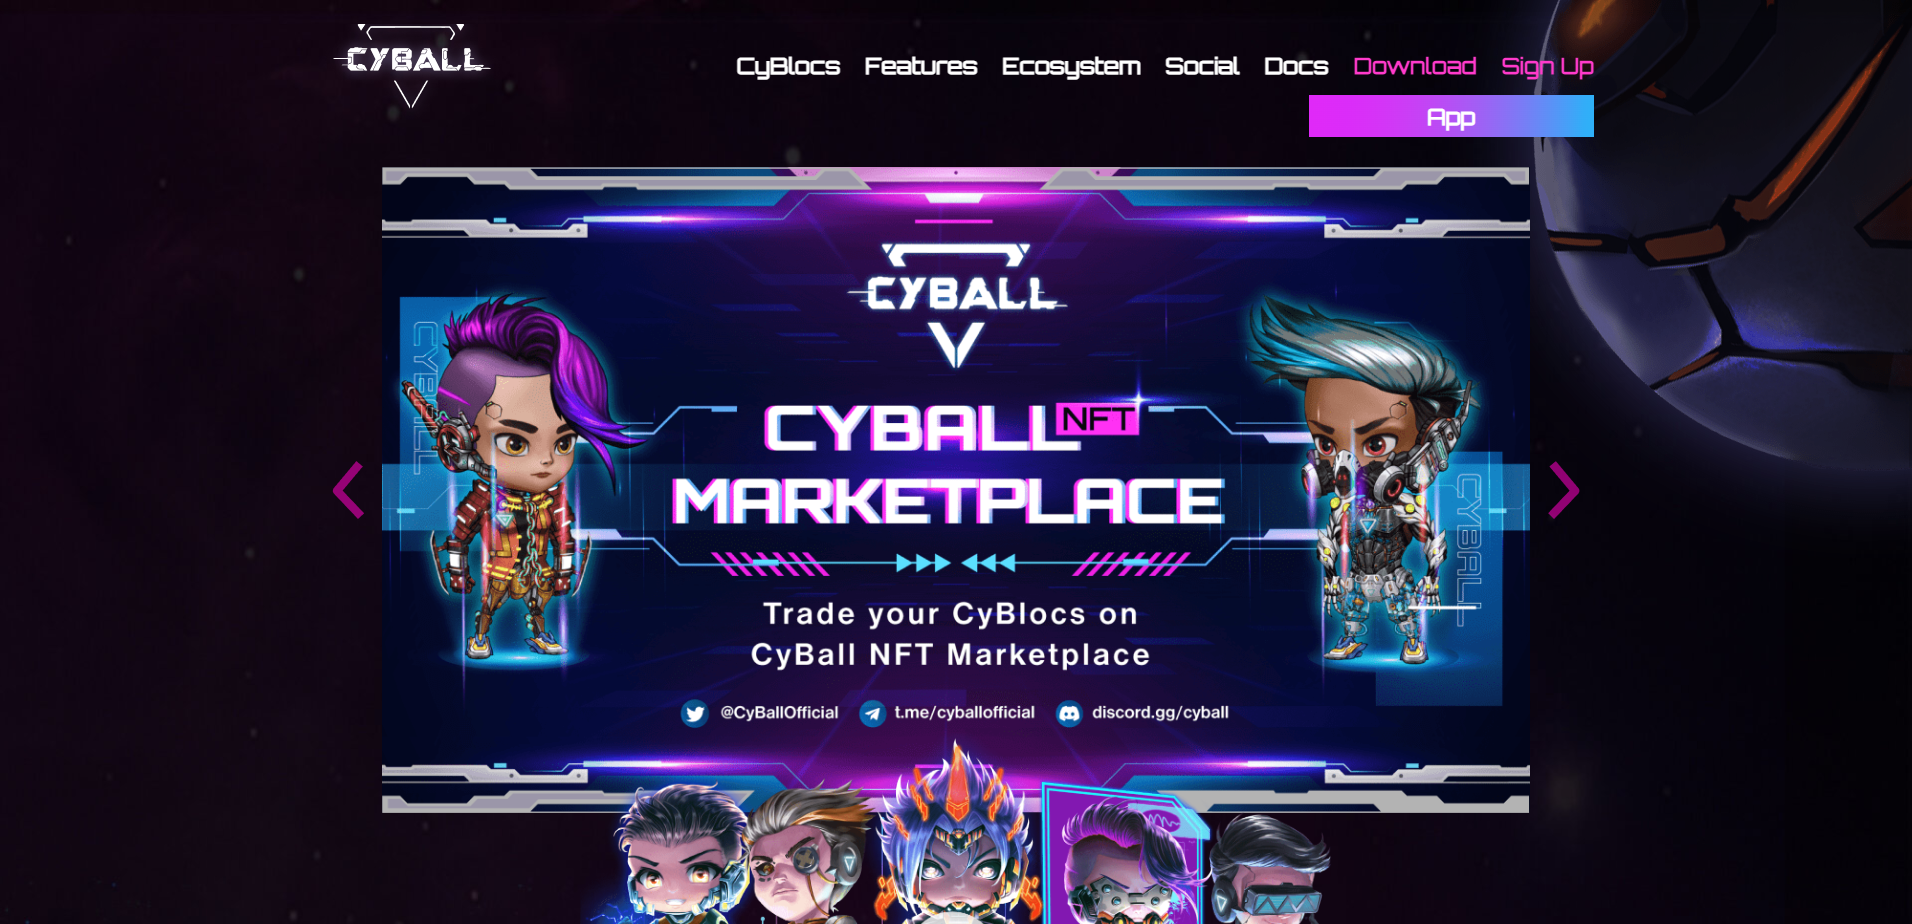 CYBALL
CyBlocs Features Ecosystem Social Docs Download Sign Up
App
CYBALL
CYBALL
CYBALL NFT
MARKETPLACE
CYBALL
Trade your CyBlocs on
CyBall NFT Marketplace
@CyBallOfficial t.me/cyballofficial discord.gg/cyball